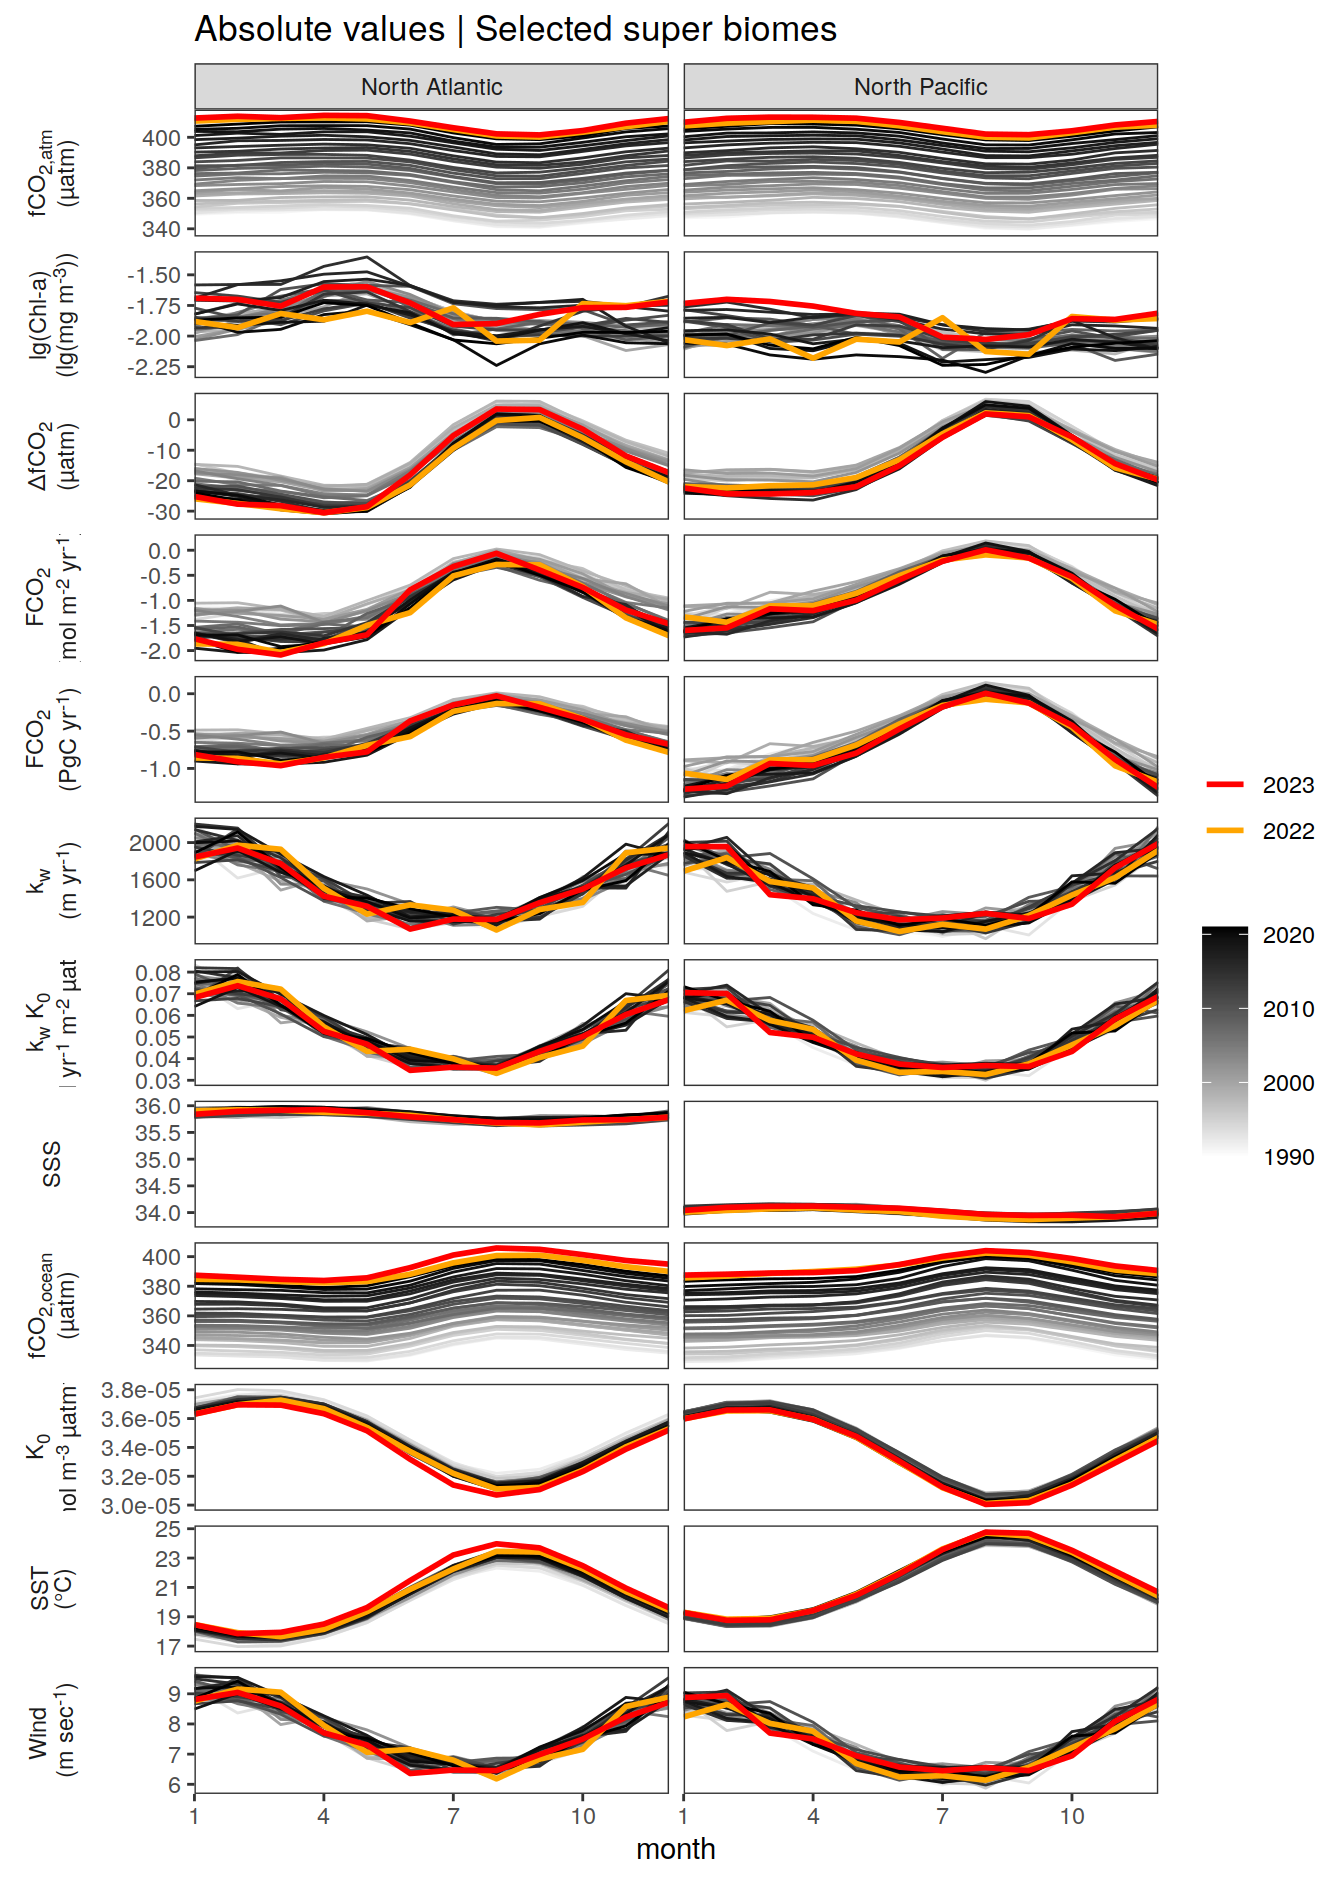 Absolute values | Selected super biomes
North Atlantic
North Pacific
fCO2,atm
(µatm)
400
380
360
340
lg(Chl-a)
(lg(mg m-3))
-1.50
-1.75
-2.00
-2.25
ΔfCO2
(µatm)
0
-10
-20
-30
FCO2
mol m-2 yr-1
0.0
-0.5
-1.0
-1.5
-2.0
FCO2
(PgC yr-1)
0.0
-0.5
-1.0
kw
(m yr-1)
2000
1600
1200
kw K0
yr-1 m-2 µat
0.08
0.07
0.06
0.05
0.04
0.03
SSS
36.0
35.5
35.0
34.5
34.0
fCO2,ocean
(µatm)
400
380
360
340
K0
ol m-3 µatm
3.8e-05
3.6e-05
3.4e-05
3.2e-05
3.0e-05
SST
(°C)
25
23
21
19
17
Wind
(m sec-1)
9
8
7
6
1 4 7 10
1 4 7 10
month
2023
2022
2020
2010
2000
1990